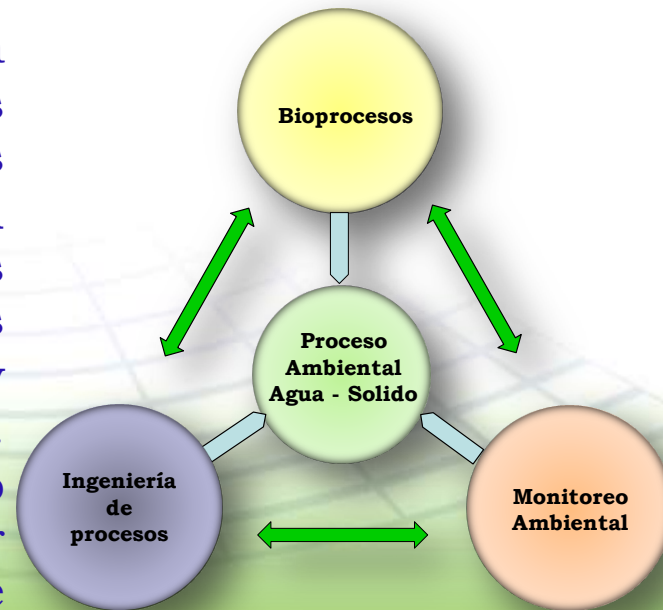 Bioprocesos
Proceso
Ambiental
Agua - Solido
Ingeniería
de
procesos
Monitoreo
Ambiental